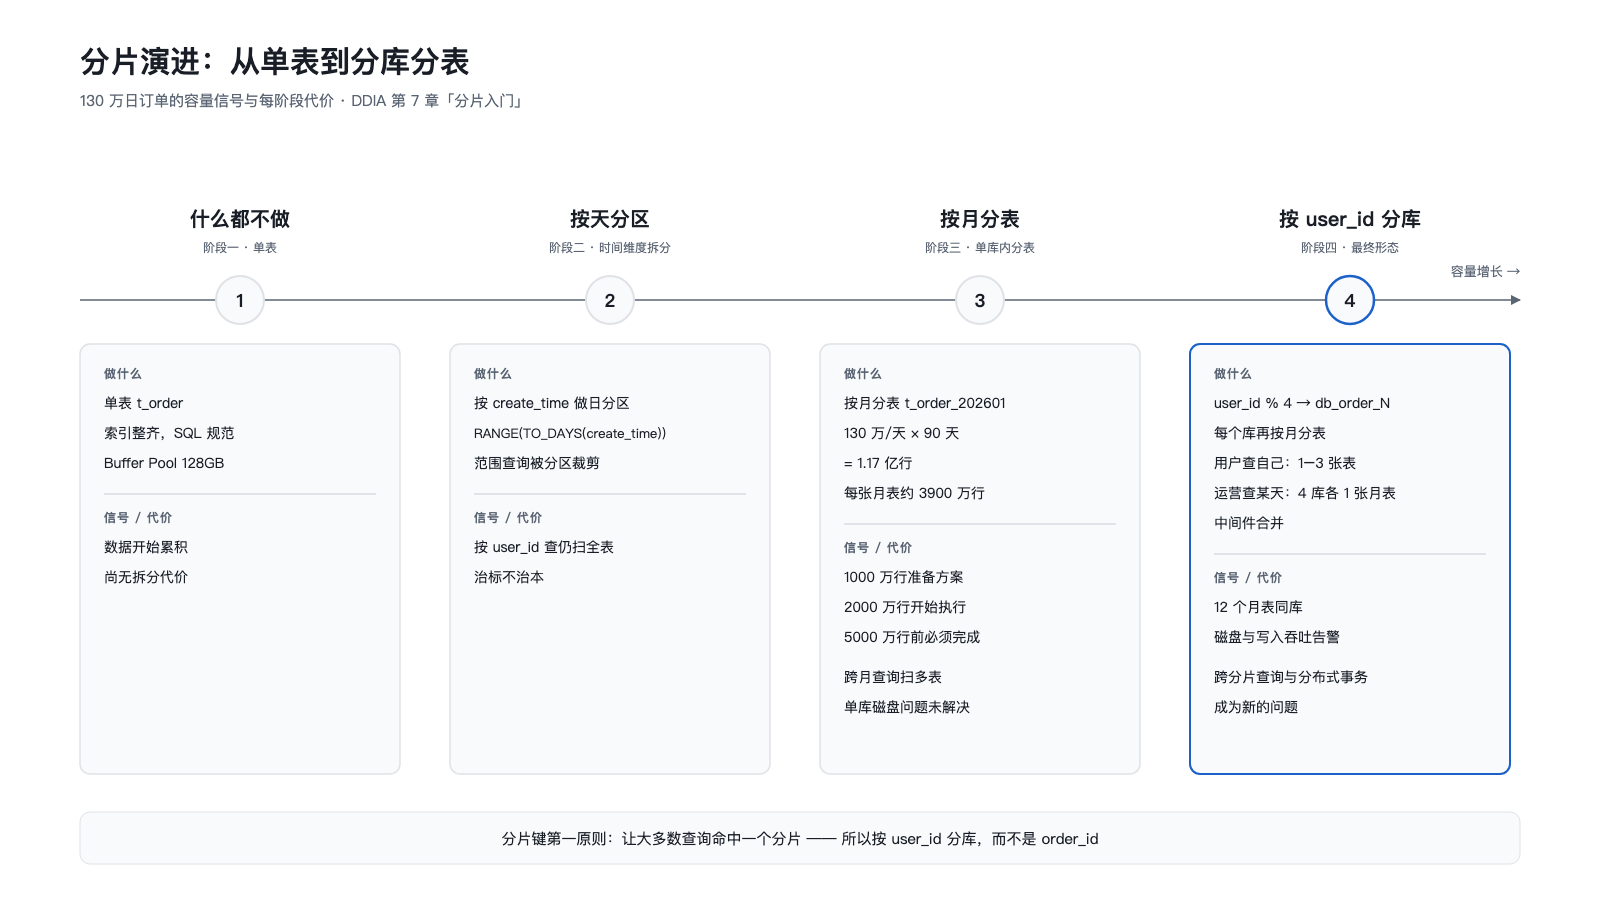 分片演进：从单表到分库分表
130 万日订单的容量信号与每阶段代价 · DDIA 第 7 章「分片入门」
什么都不做
阶段一 · 单表
按天分区
阶段二 · 时间维度拆分
按月分表
阶段三 · 单库内分表
按 user_id 分库
阶段四 · 最终形态
容量增长 →
1
2
3
4
做什么
单表 t_order
索引整齐，SQL 规范
Buffer Pool 128GB
信号 / 代价
数据开始累积
尚无拆分代价
做什么
按 create_time 做日分区
RANGE(TO_DAYS(create_time))
范围查询被分区裁剪
信号 / 代价
按 user_id 查仍扫全表
治标不治本
做什么
按月分表 t_order_202601
130 万/天 × 90 天
= 1.17 亿行
每张月表约 3900 万行
信号 / 代价
1000 万行准备方案
2000 万行开始执行
5000 万行前必须完成
跨月查询扫多表
单库磁盘问题未解决
做什么
user_id % 4 → db_order_N
每个库再按月分表
用户查自己：1–3 张表
运营查某天：4 库各 1 张月表
中间件合并
信号 / 代价
12 个月表同库
磁盘与写入吞吐告警
跨分片查询与分布式事务
成为新的问题
分片键第一原则：让大多数查询命中一个分片 —— 所以按 user_id 分库，而不是 order_id